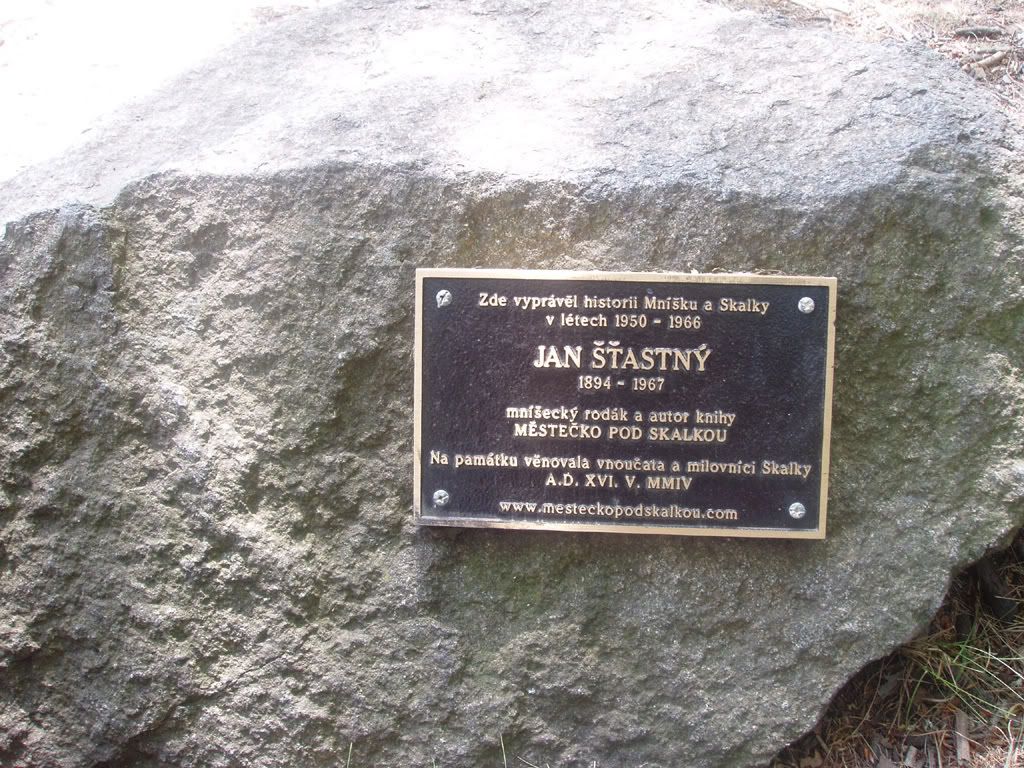 Zde vyprávěl historii Mníšku a Skalky
v létech 1950 - 1966
JAN ŠŤASTNÝ
1894 - 1967
mníšecký rodák a autor knihy
MĚSTEČKO POD SKALKOU
Na památku věnovala vnoučata a milovníci Skalky
A.D. XVI. V. MMIV
www.mesteckopodskalkou.com